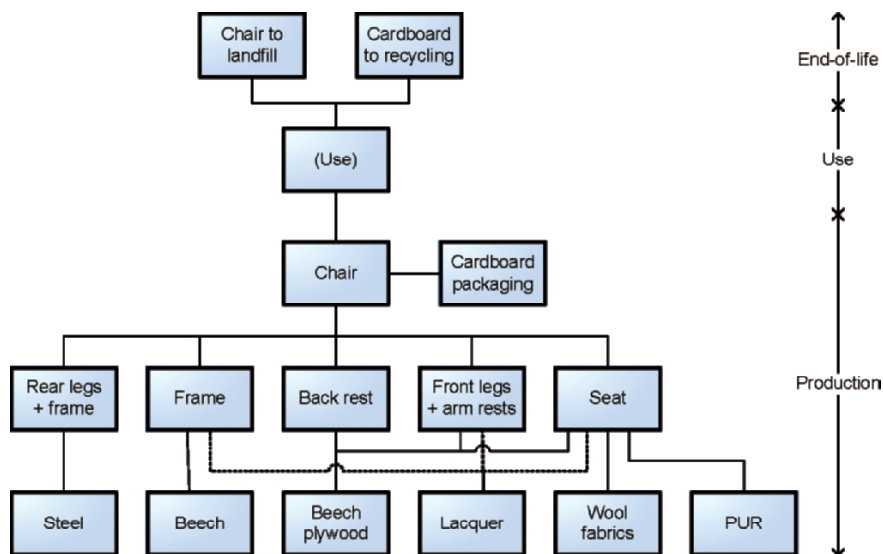 Chair to
landfill
Cardboard
to recycling
End-of-life
(Use)
Use
Chair
Cardboard
packaging
Rear legs
+ frame
Frame
Back rest
Front legs
+ arm rests
Seat
Production
Steel
Beech
Beech
plywood
Lacquer
Wool
fabrics
PUR